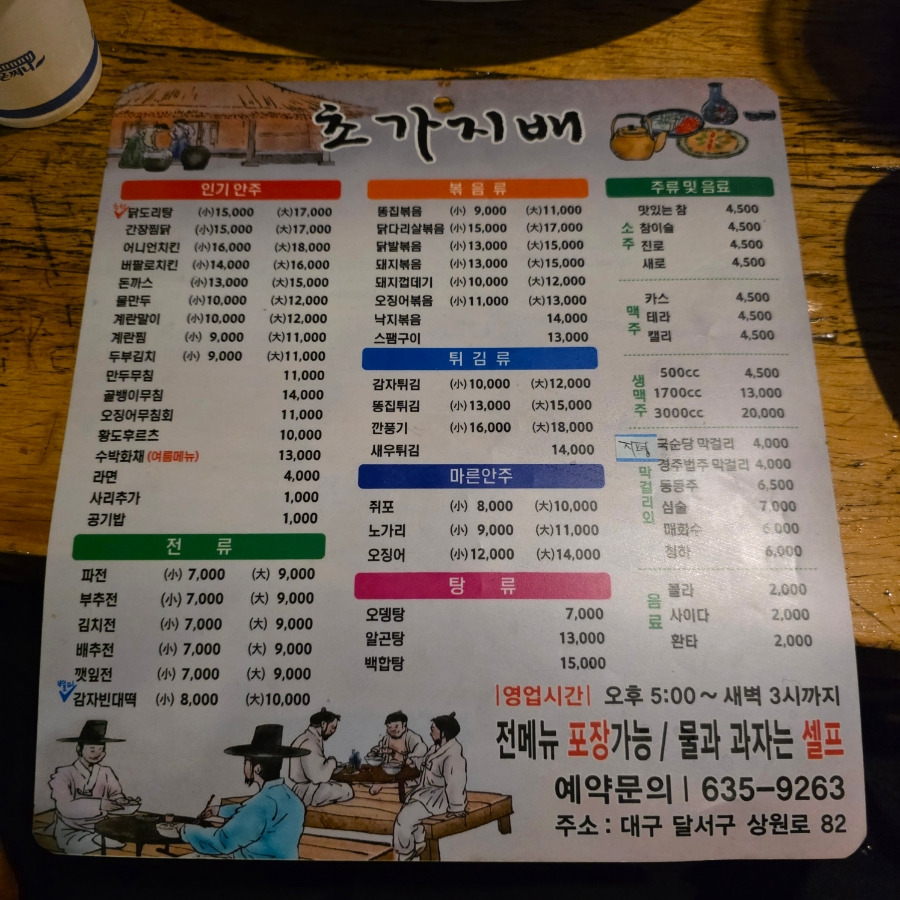 초가지배
인기 안주
닭도리탕 (小)15,000 (大)17,000
간장찜닭 (小)15,000 (大)17,000
어니언치킨 (小)16,000 (大)18,000
버팔로치킨 (小)14,000 (大)16,000
돈까스 (小)13,000 (大)15,000
물만두 (小)10,000 (大)12,000
계란말이 (小)10,000 (大)12,000
계란찜 (小) 9,000 (大)11,000
두부김치 (小) 9,000 (大)11,000
만두무침 11,000
골뱅이무침 14,000
오징어무침회 11,000
황도후르츠 10,000
수박화채 (여름메뉴) 13,000
라면 4,000
사리추가 1,000
공기밥 1,000
전 류
파전 (小) 7,000 (大) 9,000
부추전 (小) 7,000 (大) 9,000
김치전 (小) 7,000 (大) 9,000
배추전 (小) 7,000 (大) 9,000
깻잎전 (小) 7,000 (大) 9,000
감자빈대떡 (小) 8,000 (大)10,000
볶 음 류
똥집볶음 (小) 9,000 (大)11,000
닭다리살볶음 (小)15,000 (大)17,000
닭발볶음 (小)13,000 (大)15,000
돼지볶음 (小)13,000 (大)15,000
돼지껍데기 (小)10,000 (大)12,000
오징어볶음 (小)11,000 (大)13,000
낙지볶음 14,000
스팸구이 13,000
튀 김 류
감자튀김 (小)10,000 (大)12,000
똥집튀김 (小)13,000 (大)15,000
깐풍기 (小)16,000 (大)18,000
새우튀김 14,000
마른안주
쥐포 (小) 8,000 (大)10,000
노가리 (小) 9,000 (大)11,000
오징어 (小)12,000 (大)14,000
탕 류
오뎅탕 7,000
알곤탕 13,000
백합탕 15,000
주류 및 음료
소주
맛있는 참 4,500
참이슬 4,500
진로 4,500
새로 4,500
맥주
카스 4,500
테라 4,500
캘리 4,500
생맥주
500cc 4,500
1700cc 13,000
3000cc 20,000
막걸리외
지평
국순당 막걸리 4,000
경주법주 막걸리 4,000
동동주 6,500
심술 7,000
매화수 6,000
청하 6,000
음료
콜라 2,000
사이다 2,000
환타 2,000
|영업시간| 오후 5:00 ~ 새벽 3시까지
전메뉴 포장가능 / 물과 과자는 셀프
예약문의 | 635-9263
주소 : 대구 달서구 상원로 82